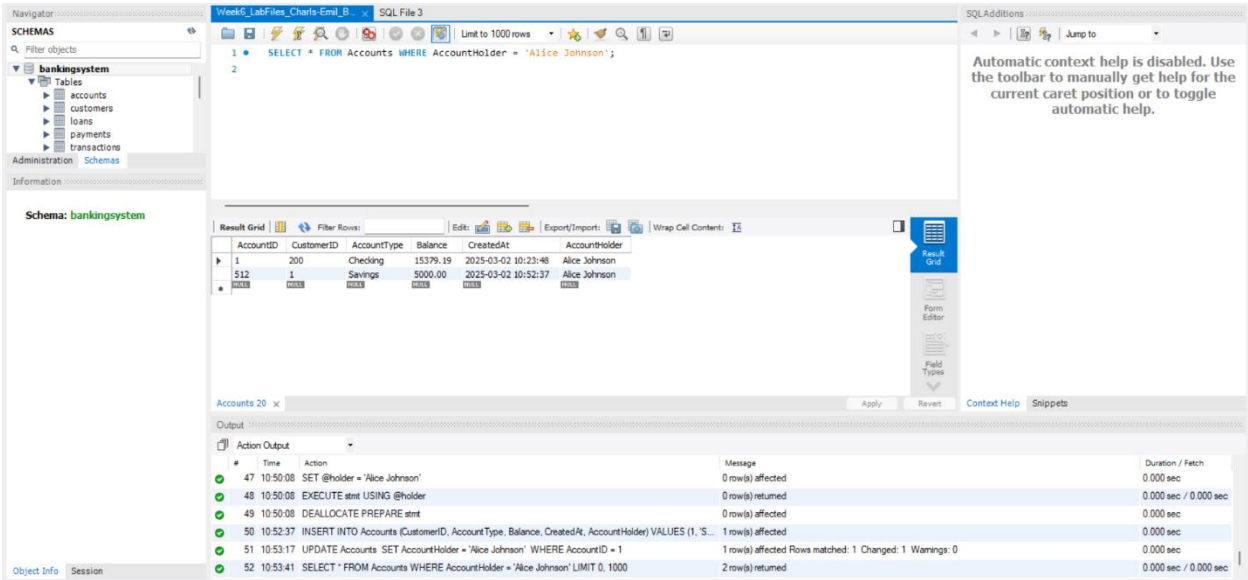 Navigator
SCHEMAS
Filter objects
bankingsystem
Tables
accounts
customers
loans
payments
transactions
Administration Schemas
Information
Schema: bankingsystem
Object Info Session
Week6_LabFiles_Charls-Emil_B... SQL File 3
Limit to 1000 rows
1 SELECT * FROM Accounts WHERE AccountHolder = 'Alice Johnson';
2
Result Grid Filter Rows: Edit: Export/Import: Wrap Cell Content:
AccountID CustomerID AccountType Balance CreatedAt AccountHolder
1 200 Checking 15379.19 2025-03-02 10:23:48 Alice Johnson
512 1 Savings 5000.00 2025-03-02 10:52:37 Alice Johnson
NULL NULL NULL NULL NULL NULL
Result Grid
Form Editor
Field Types
Accounts 20 Apply Revert
SQLAdditions
Jump to
Automatic context help is disabled. Use
the toolbar to manually get help for the
current caret position or to toggle
automatic help.
Context Help Snippets
Output
Action Output
# Time Action Message Duration / Fetch
47 10:50:08 SET @holder = 'Alice Johnson' 0 row(s) affected 0.000 sec
48 10:50:08 EXECUTE stmt USING @holder 0 row(s) returned 0.000 sec / 0.000 sec
49 10:50:08 DEALLOCATE PREPARE stmt 0 row(s) affected 0.000 sec
50 10:52:37 INSERT INTO Accounts (CustomerID, AccountType, Balance, CreatedAt, AccountHolder) VALUES (1, 'S... 1 row(s) affected 0.000 sec
51 10:53:17 UPDATE Accounts SET AccountHolder = 'Alice Johnson' WHERE AccountID = 1 1 row(s) affected Rows matched: 1 Changed: 1 Warnings: 0 0.000 sec
52 10:53:41 SELECT * FROM Accounts WHERE AccountHolder = 'Alice Johnson' LIMIT 0, 1000 2 row(s) returned 0.000 sec / 0.000 sec